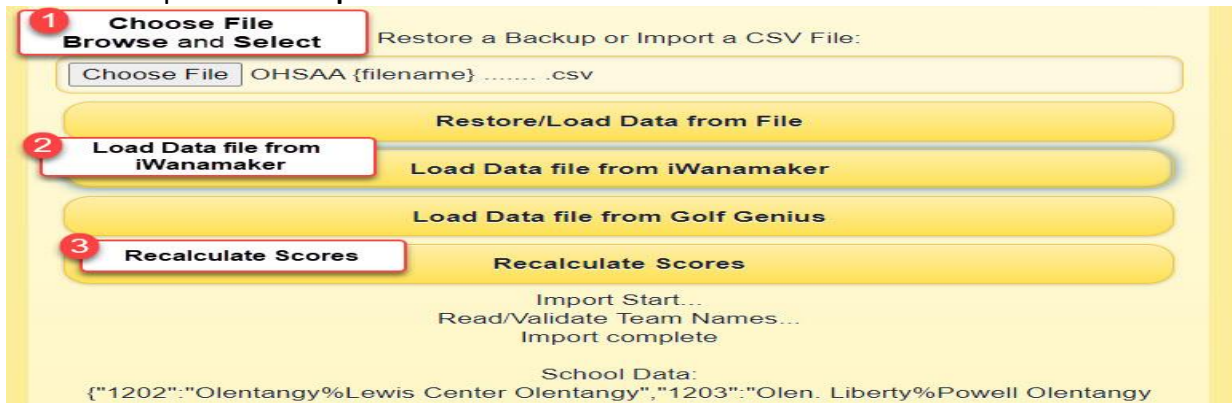 1
Choose File
Browse and Select
Restore a Backup or Import a CSV File:
Choose File OHSAA {filename} ....... .csv
Restore/Load Data from File
2
Load Data file from
iWanamaker
Load Data file from iWanamaker
Load Data file from Golf Genius
3
Recalculate Scores
Recalculate Scores
Import Start...
Read/Validate Team Names...
Import complete
School Data:
{"1202":"Olentangy%Lewis Center Olentangy","1203":"Olen. Liberty%Powell Olentangy